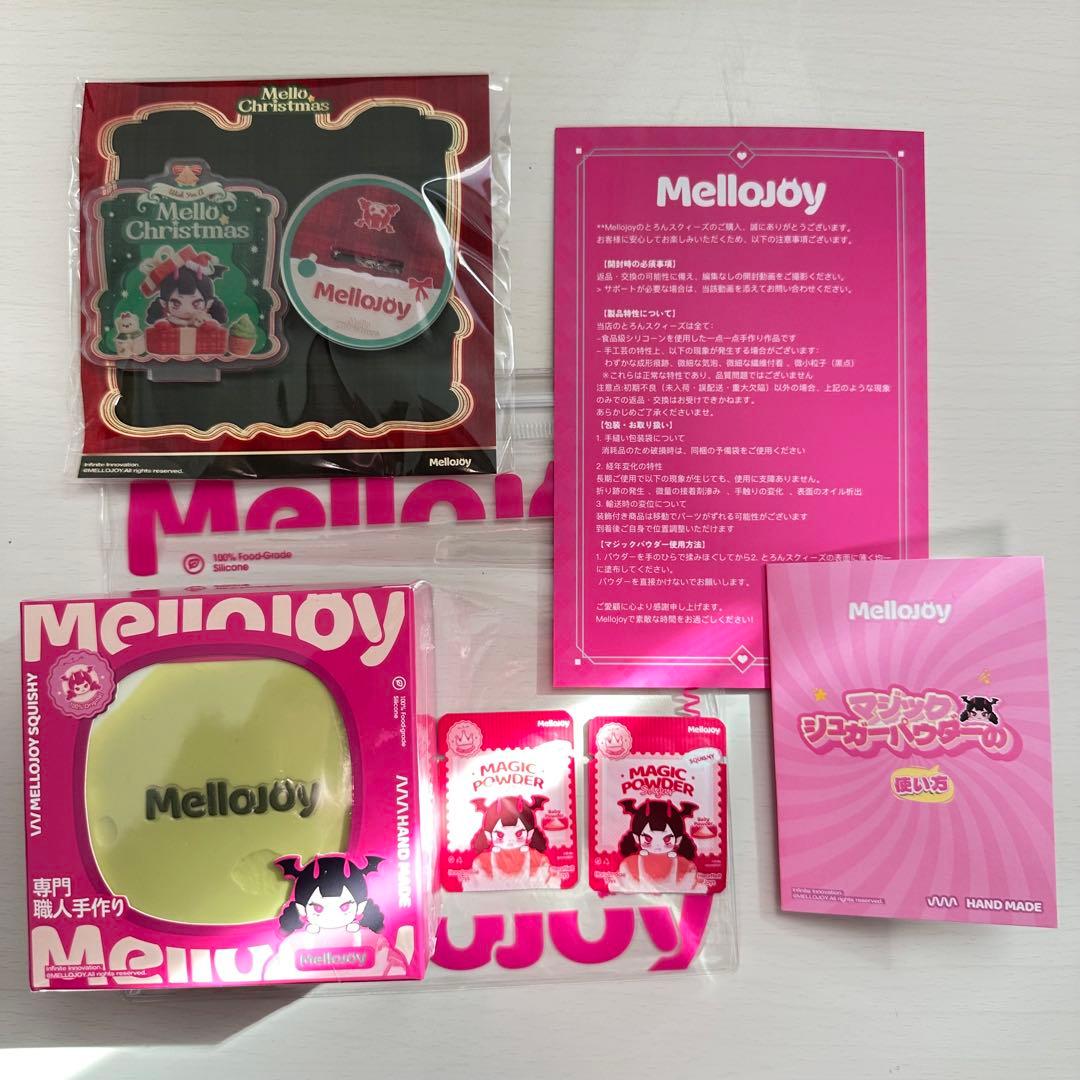 Mello
Christmas
Wish You A
Mello
Christmas
MelloJoy
Infinite Innovation.
©MELLOJOY.All rights reserved.
MelloJoy
MelloJoy
**Mellojoyのとろんスクィーズのご購入、誠にありがとうございます。
お客様に安心してお楽しみいただくため、以下の注意事項ございます。
【開封時の必須事項】
返品・交換の可能性に備え、編集なしの開封動画をご撮影ください。
> サポートが必要な場合は、当該動画を添えてお問い合わせください。
【製品特性について】
当店のとろんスクィーズは全て:
–食品級シリコーンを使用した一点一点手作り作品です
– 手工芸の特性上、以下の現象が発生する場合がございます:
わずかな成形痕跡、微細な気泡、微細な繊維付着 、微小粒子（黒点）
※これらは正常な特性であり、品質問題ではございません
注意点:初期不良（未入荷・誤配送・重大欠陥）以外の場合、上記のような現象
のみでの返品・交換はお受けできかねます。
あらかじめご了承くださいませ。
【包装・お取り扱い】
1. 手縫い包装袋について
消耗品のため破損時は、同梱の予備袋をご使用ください
2. 経年変化の特性
長期ご使用で以下の現象が生じても、使用に支障ありません。
折り跡の発生 、微量の接着剤滲み 、手触りの変化 、表面のオイル析出
3. 輸送時の変位について
装飾付き商品は移動でパーツがずれる可能性がございます
到着後ご自身で位置調整いただけます
【マジックパウダー使用方法】
1. パウダーを手のひらで揉みほぐしてから2. とろんスクィーズの表面に薄く均一
に塗布してください。
パウダーを直接かけないでお願いします。
ご愛顧に心より感謝申し上げます。
Mellojoyで素敵な時間をお過ごしください!
MelloJoy
100% Food-Grade
Silicone
MelloJoy
MELLOJOY SQUISHY
100% Food-grade
Silicone
MelloJoy
HAND MADE
専門
職人手作り
MelloJoy
MelloJoy
Infinite Innovation.
©MELLOJOY.All rights reserved.
MelloJoy
MAGIC
POWDER
Baby Powder
MelloJoy
SQUISHY
MAGIC
POWDER
Baby Powder
MelloJoy
MelloJoy
マジック
シュガーパウダーの
使い方
Infinite Innovation.
©MELLOJOY.All rights reserved.
HAND MADE